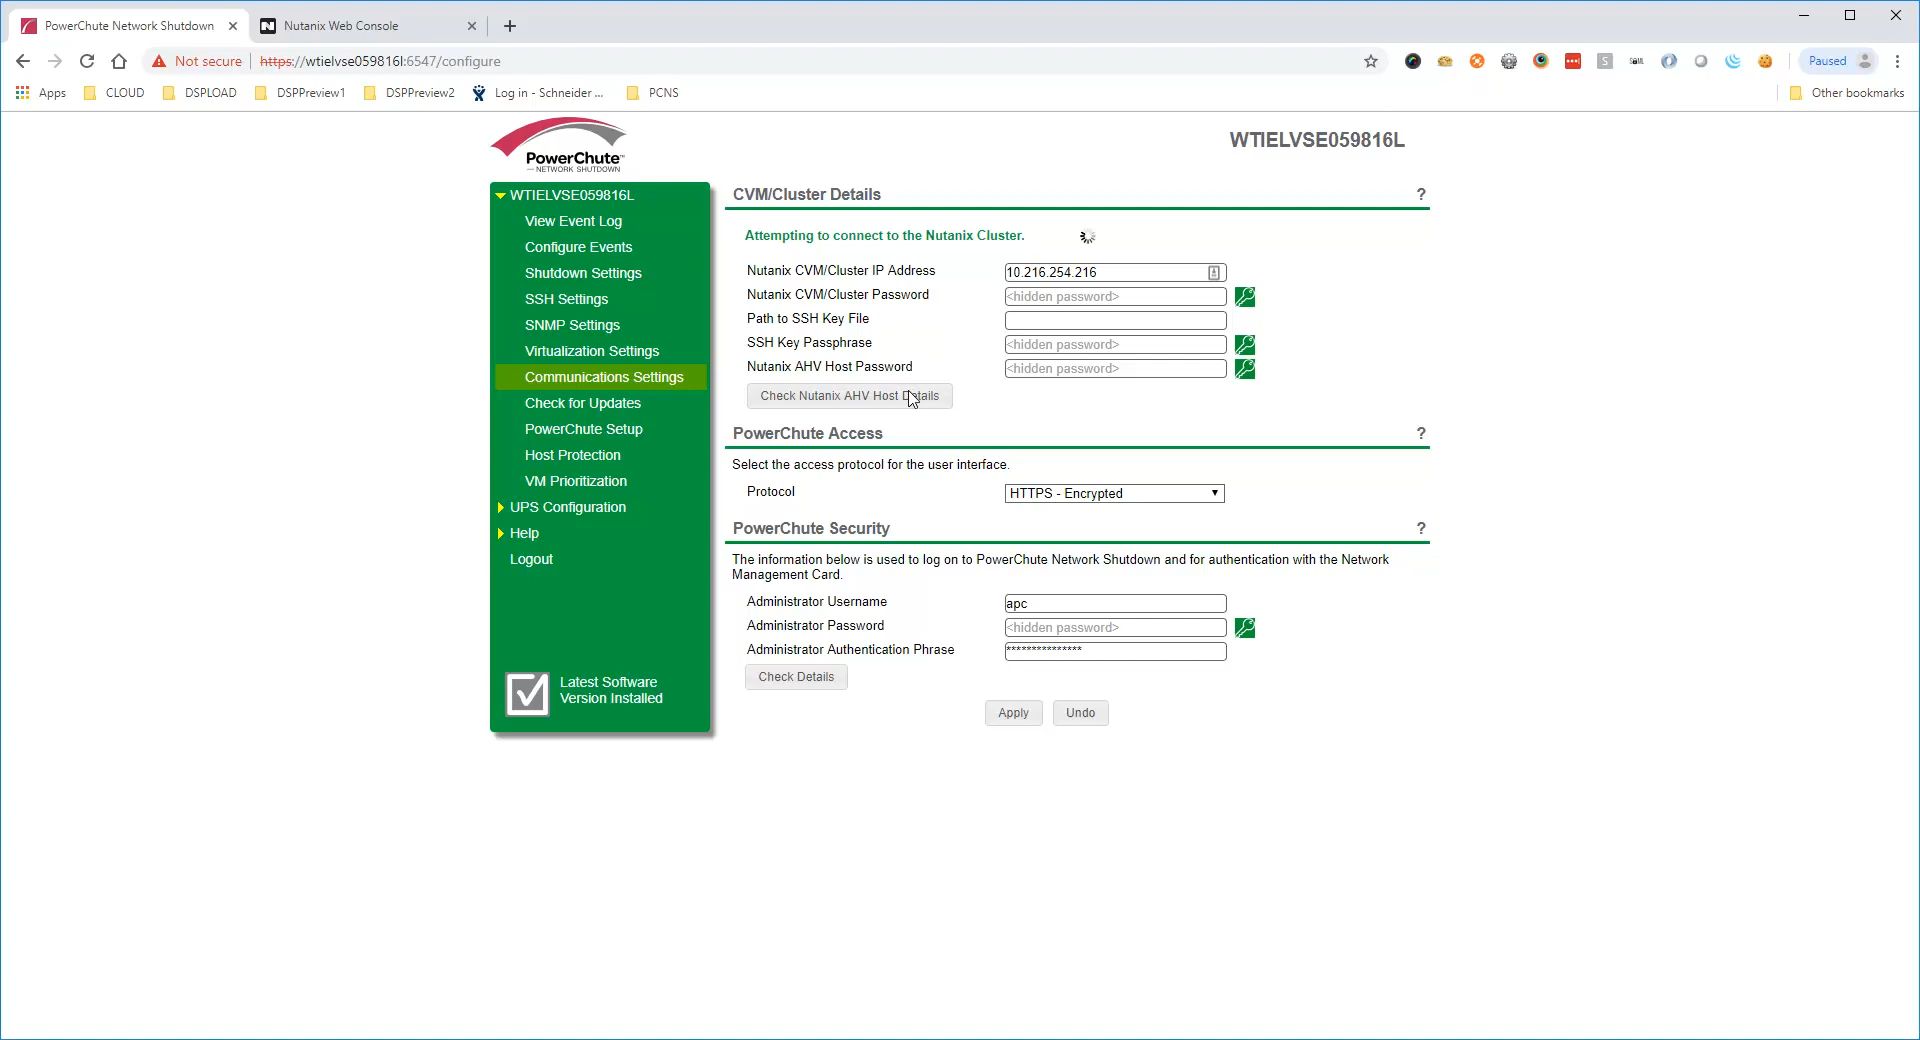 PowerChute Network Shutdown
Nutanix Web Console
Not secure
https://wtielvse059816l:6547/configure
Paused
Apps
CLOUD
DSPLOAD
DSPPreview1
DSPPreview2
Log in - Schneider ...
PCNS
Other bookmarks
PowerChute™
NETWORK SHUTDOWN
WTIELVSE059816L
WTIELVSE059816L
View Event Log
Configure Events
Shutdown Settings
SSH Settings
SNMP Settings
Virtualization Settings
Communications Settings
Check for Updates
PowerChute Setup
Host Protection
VM Prioritization
UPS Configuration
Help
Logout
Latest Software
Version Installed
CVM/Cluster Details ?
Attempting to connect to the Nutanix Cluster.
Nutanix CVM/Cluster IP Address 10.216.254.216
Nutanix CVM/Cluster Password <hidden password>
Path to SSH Key File
SSH Key Passphrase <hidden password>
Nutanix AHV Host Password <hidden password>
Check Nutanix AHV Host Details
PowerChute Access ?
Select the access protocol for the user interface.
Protocol HTTPS - Encrypted
PowerChute Security ?
The information below is used to log on to PowerChute Network Shutdown and for authentication with the Network
Management Card.
Administrator Username apc
Administrator Password <hidden password>
Administrator Authentication Phrase ***************
Check Details
Apply Undo